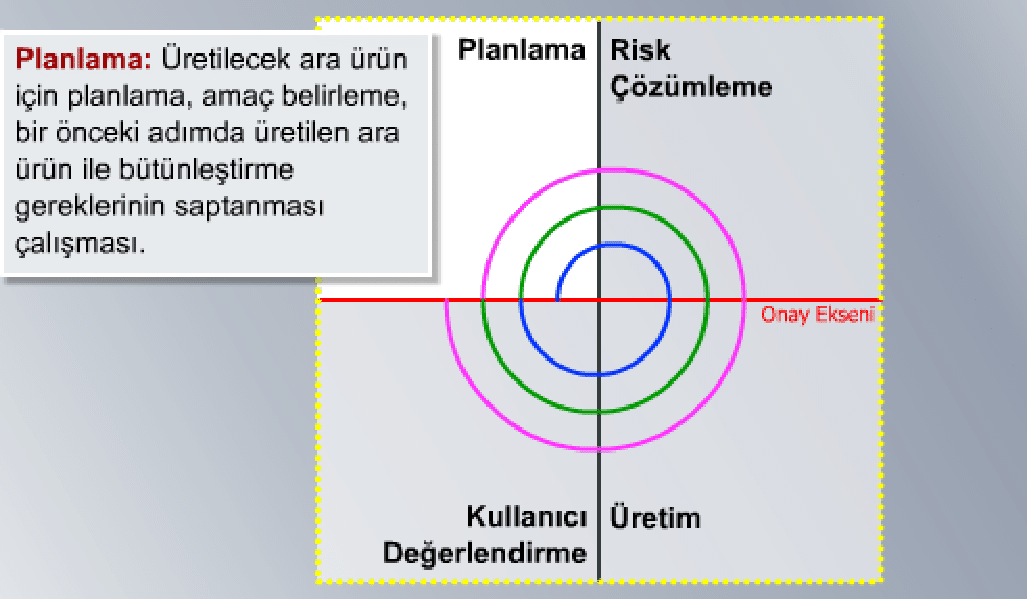 Planlama: Üretilecek ara ürün
için planlama, amaç belirleme,
bir önceki adımda üretilen ara
ürün ile bütünleştirme
gereklerinin saptanması
çalışması.
Planlama
Risk
Çözümleme
Onay Ekseni
Kullanıcı
Değerlendirme
Üretim